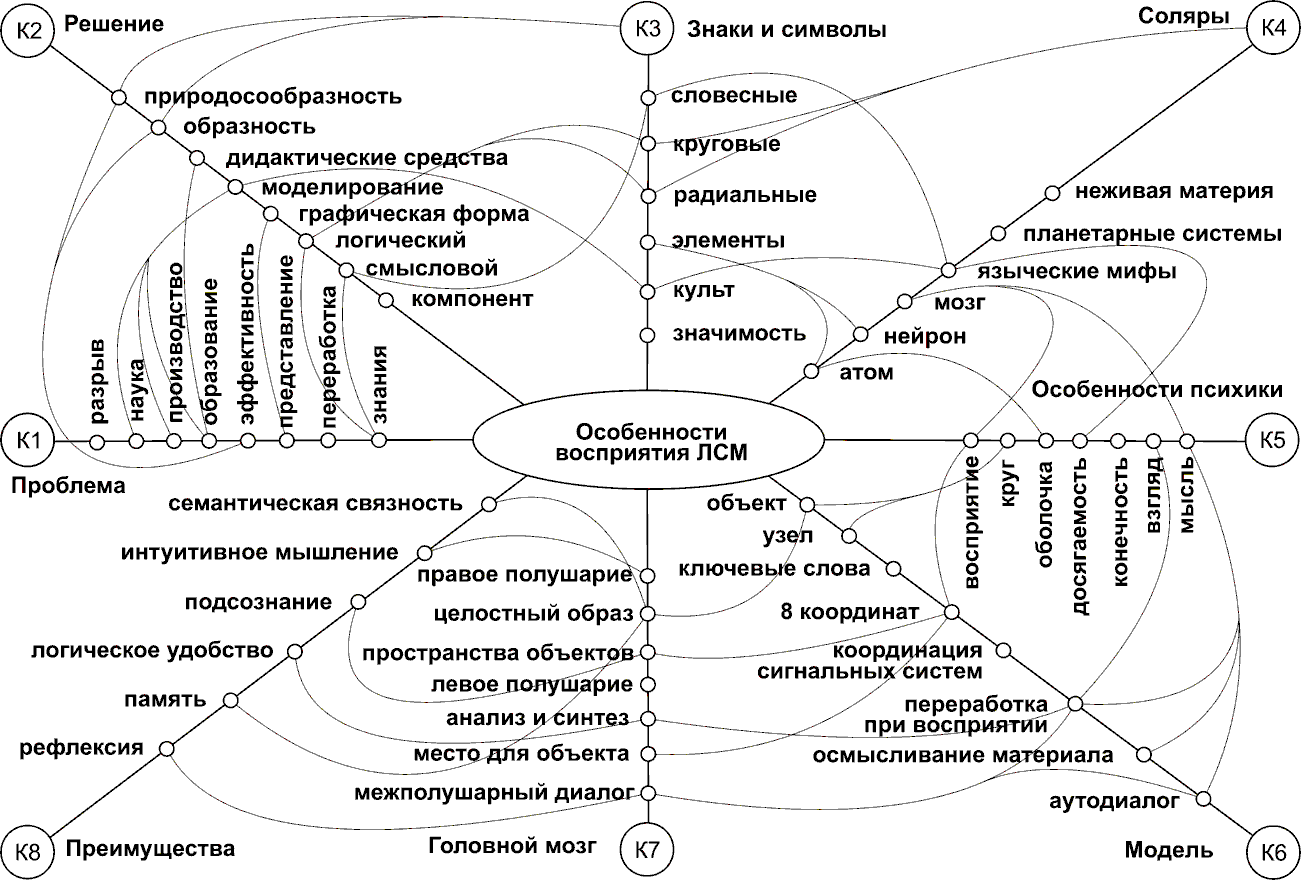 К2
Решение
К3
Знаки и символы
Соляры
К4
природосообразность
образность
дидактические средства
моделирование
графическая форма
логический
смысловой
компонент
словесные
круговые
радиальные
элементы
культ
значимость
неживая материя
планетарные системы
языческие мифы
мозг
нейрон
атом
К1
Проблема
разрыв
наука
производство
образование
эффективность
представление
переработка
знания
Особенности
восприятия ЛСМ
Особенности психики
К5
восприятие
круг
оболочка
досягаемость
конечность
взгляд
мысль
семантическая связность
интуитивное мышление
подсознание
логическое удобство
память
рефлексия
К8
Преимущества
правое полушарие
целостный образ
пространства объектов
левое полушарие
анализ и синтез
место для объекта
межполушарный диалог
Головной мозг
К7
объект
узел
ключевые слова
8 координат
координация
сигнальных систем
переработка
при восприятии
осмысливание материала
аутодиалог
Модель
К6